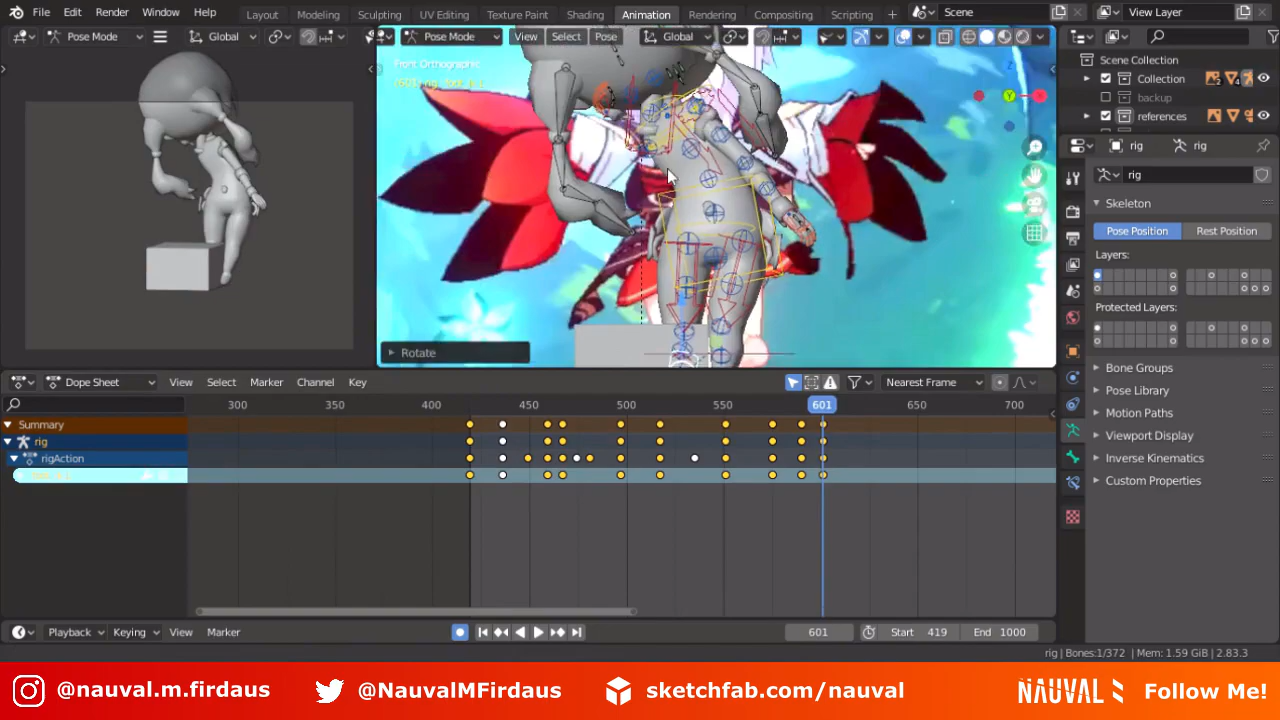 File Edit Render Window Help Layout Modeling Sculpting UV Editing Texture Paint Shading Animation Rendering Compositing Scripting Scene View Layer
Pose Mode Global Pose Mode View Select Pose Global
Front Orthographic
Rotate
Scene Collection
Collection
backup
references
rig rig
rig
Skeleton
Pose Position Rest Position
Layers:
Protected Layers:
Bone Groups
Pose Library
Motion Paths
Viewport Display
Inverse Kinematics
Custom Properties
Dope Sheet View Select Marker Channel Key Nearest Frame
300 350 400 450 500 550 601 650 700
Summary
rig
rigAction
Playback Keying View Marker 601 Start 419 End 1000
rig | Bones:1/372 | Mem: 1.59 GiB | 2.83.3
@nauval.m.firdaus @NauvalMFirdaus sketchfab.com/nauval NAUVAL Follow Me!